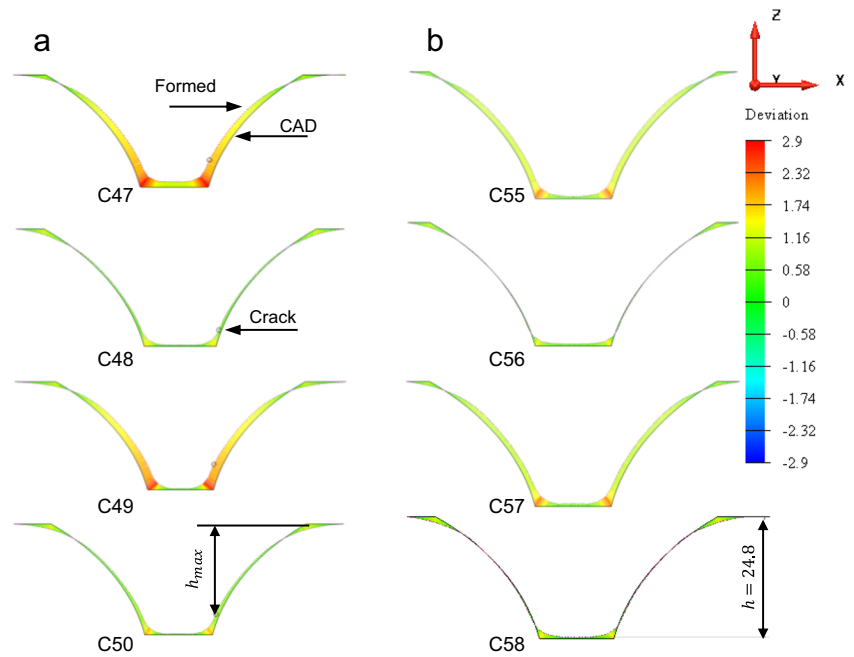 a
b
Z
Y
X
Formed
CAD
C47
C55
Deviation
2.9
2.32
1.74
1.16
0.58
0
-0.58
-1.16
-1.74
-2.32
-2.9
Crack
C48
C56
C49
C57
h_max
h = 24.8
C50
C58